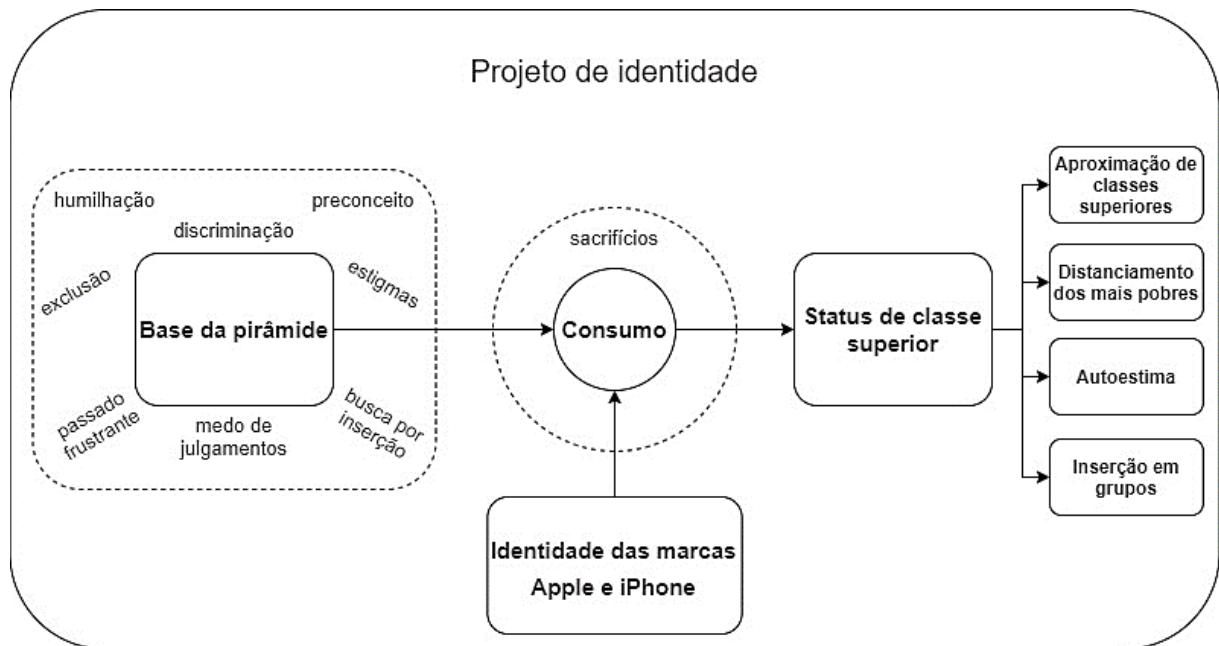 Projeto de identidade
humilhação
preconceito
discriminação
exclusão
estigmas
Base da pirâmide
passado
frustrante
medo de
julgamentos
busca por
inserção
sacrifícios
Consumo
Identidade das marcas
Apple e iPhone
Status de classe
superior
Aproximação de
classes
superiores
Distanciamento
dos mais pobres
Autoestima
Inserção em
grupos